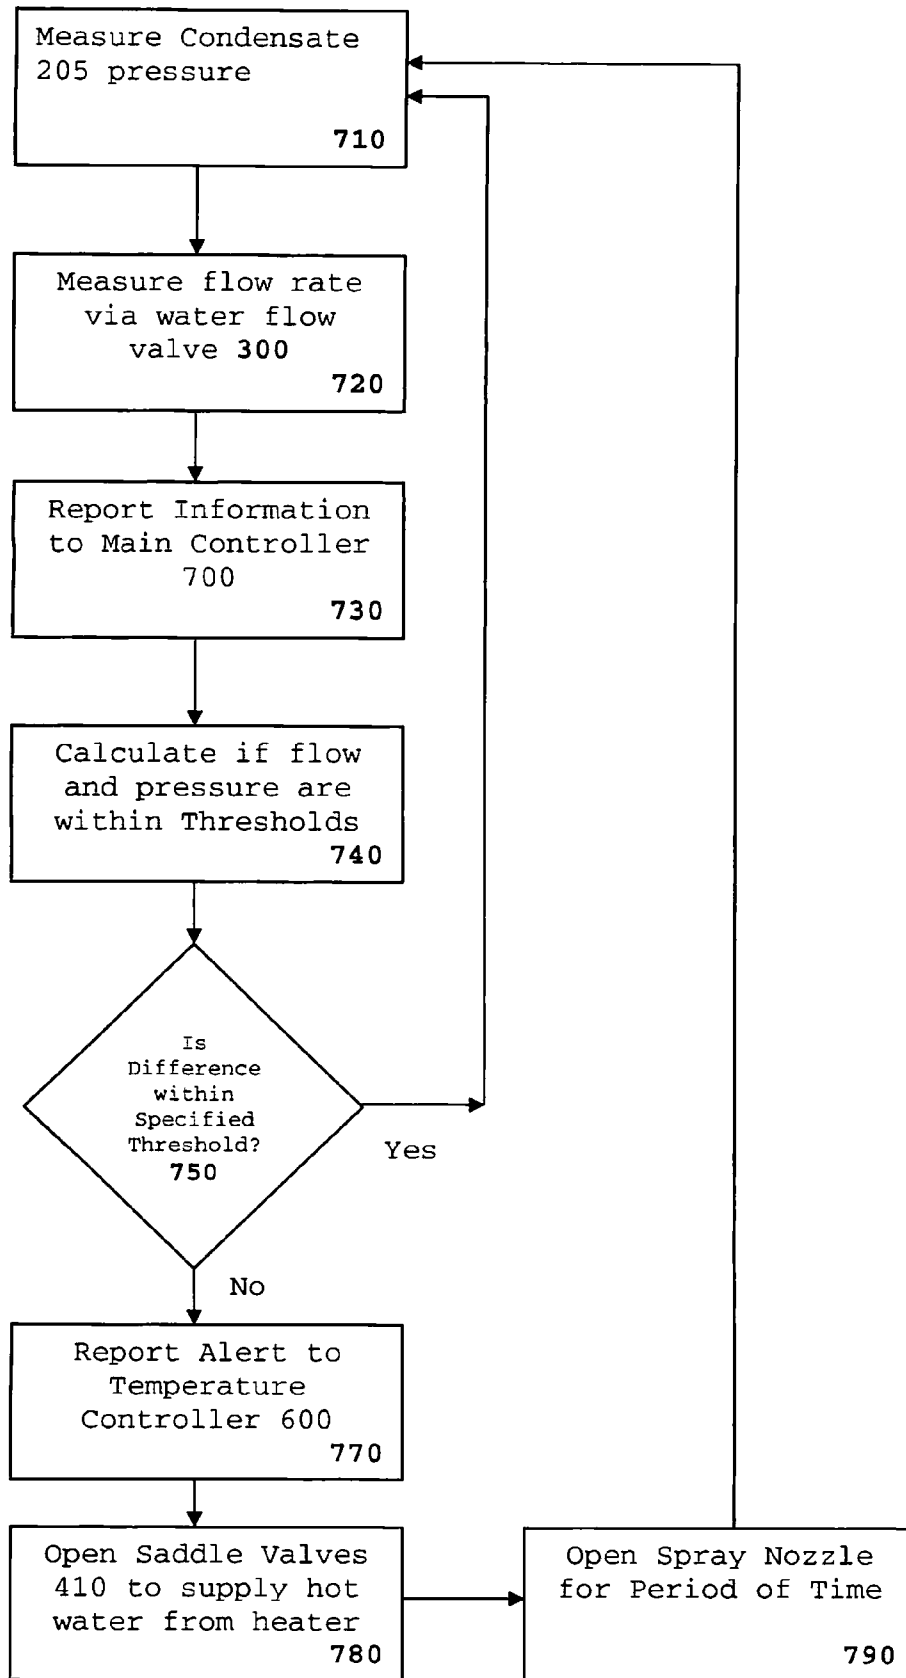 Measure Condensate
205 pressure
710
Measure flow rate
via water flow
valve 300
720
Report Information
to Main Controller
700
730
Calculate if flow
and pressure are
within Thresholds
740
Is
Difference
within
Specified
Threshold?
750
Yes
No
Report Alert to
Temperature
Controller 600
770
Open Saddle Valves
410 to supply hot
water from heater
780
Open Spray Nozzle
for Period of Time
790